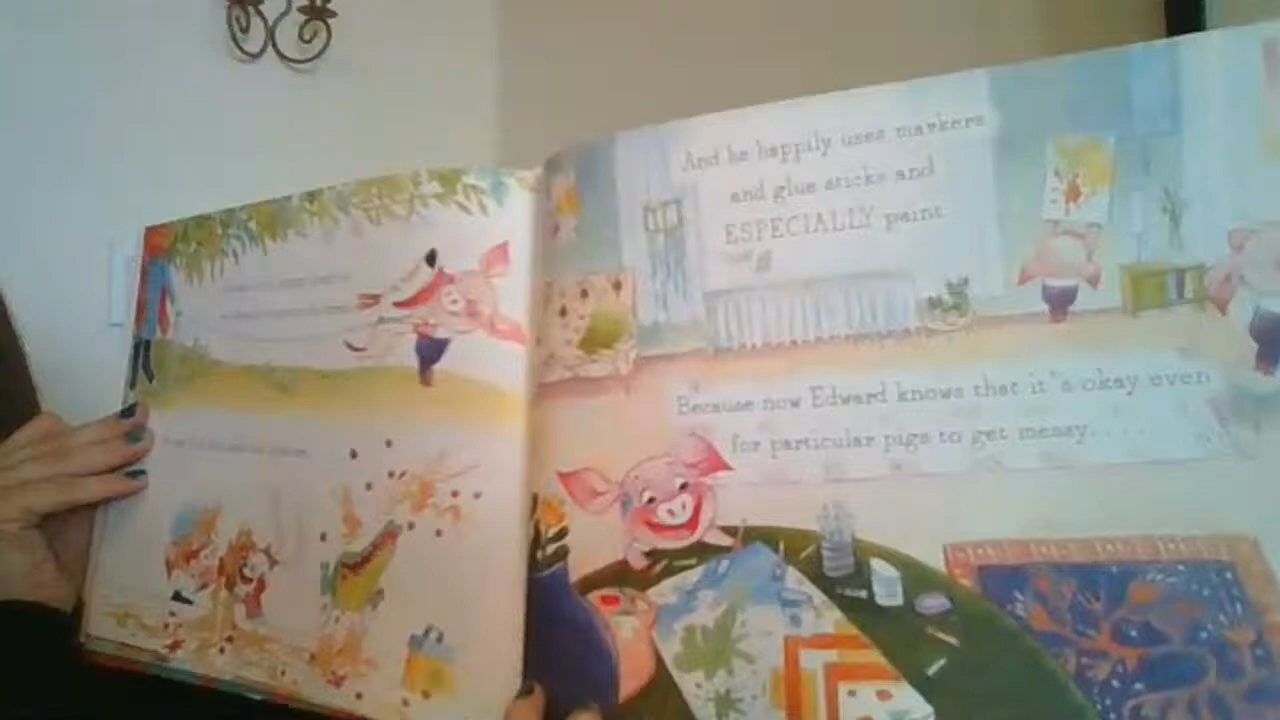 And he happily uses markers
and glue sticks and
ESPECIALLY paint
Because now Edward knows that it's okay even
for particular pigs to get messy....